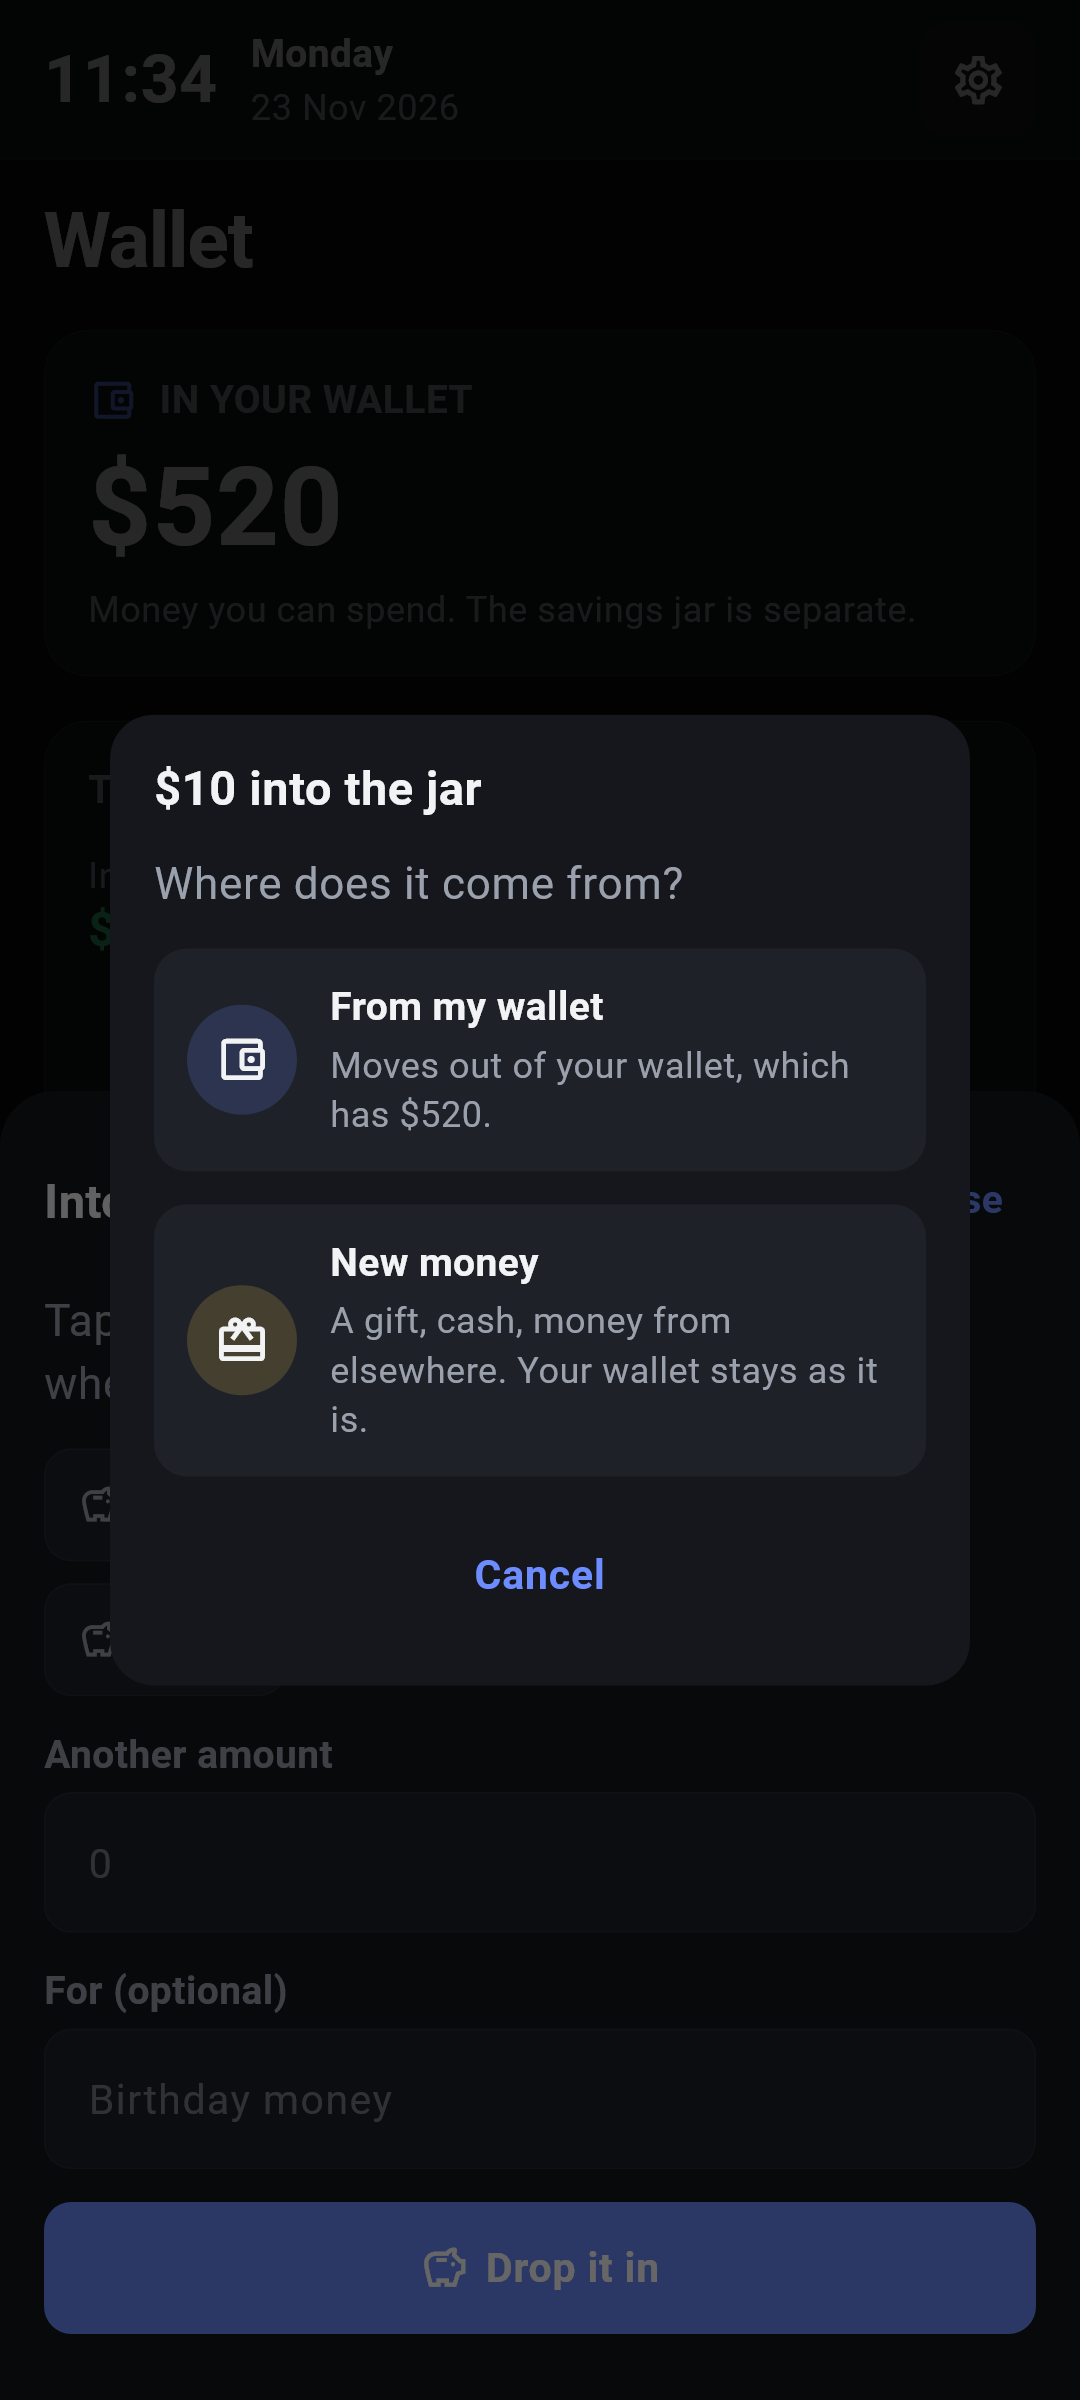 11:34
Monday
23 Nov 2026
Wallet
IN YOUR WALLET
$520
Money you can spend. The savings jar is separate.
$10 into the jar
Where does it come from?
From my wallet
Moves out of your wallet, which
has $520.
New money
A gift, cash, money from
elsewhere. Your wallet stays as it
is.
Cancel
Another amount
0
For (optional)
Birthday money
Drop it in